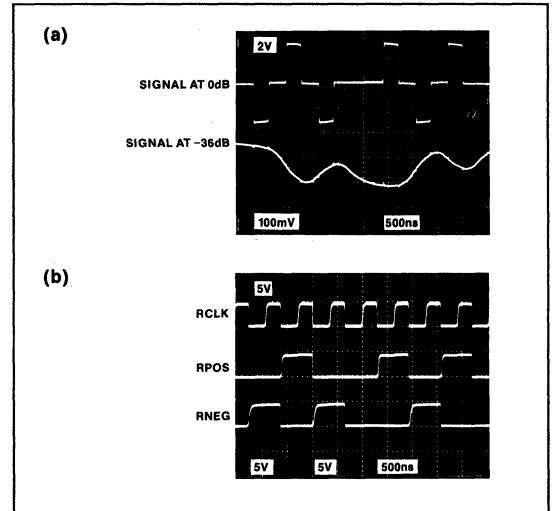 (a)
2V
SIGNAL AT 0dB
SIGNAL AT –36dB
100mV 500ns
(b)
5V
RCLK
RPOS
RNEG
5V 5V 500ns